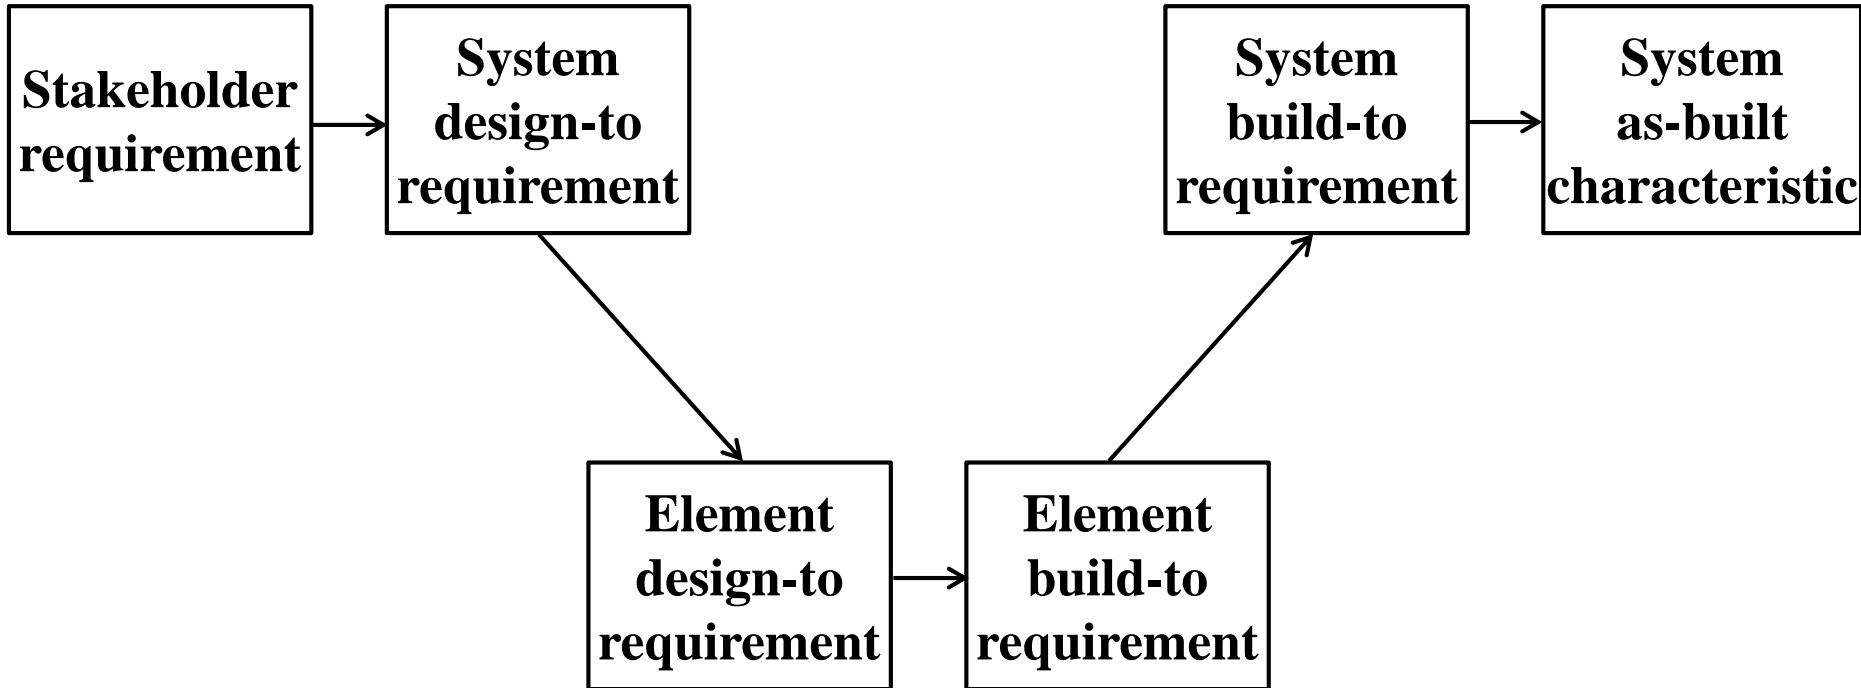 Stakeholder
requirement
System
design-to
requirement
Element
design-to
requirement
Element
build-to
requirement
System
build-to
requirement
System
as-built
characteristic